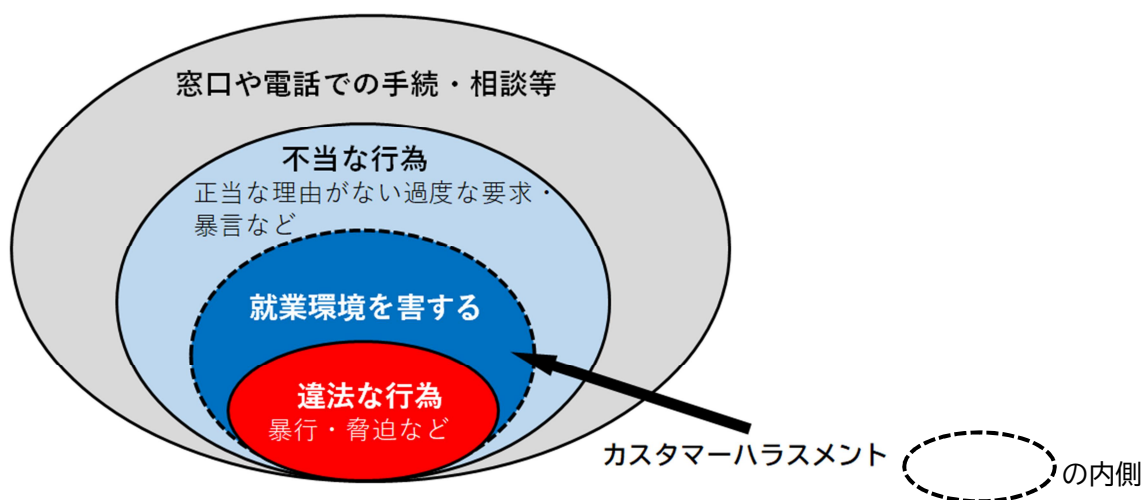 窓口や電話での手続・相談等
不当な行為
正当な理由がない過度な要求・
暴言など
就業環境を害する
違法な行為
暴行・脅迫など
カスタマーハラスメント
の内側